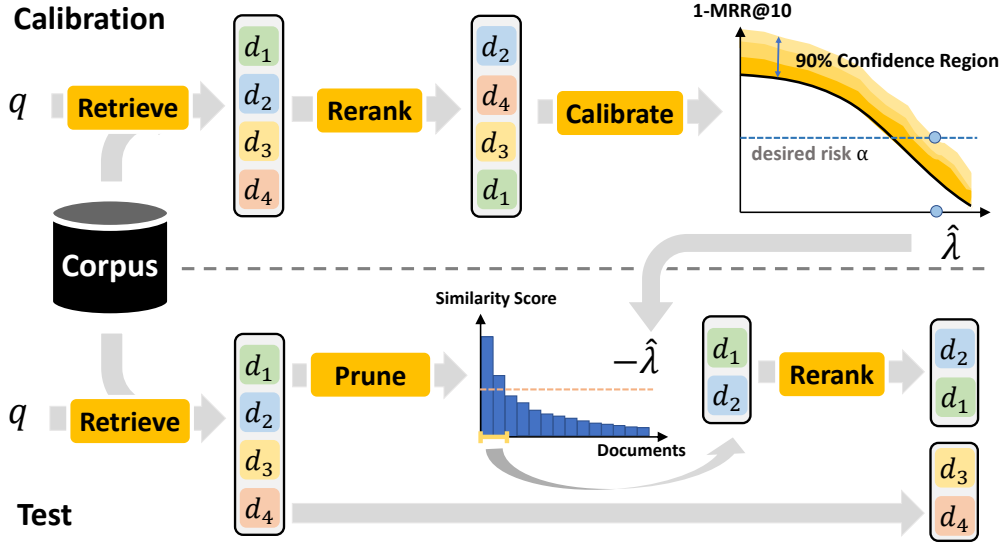 Calibration
q
Retrieve
d₁
d₂
d₃
d₄
Rerank
d₂
d₄
d₃
d₁
Calibrate
1-MRR@10
90% Confidence Region
desired risk α
λ̂
Corpus
q
Retrieve
d₁
d₂
d₃
d₄
Prune
Similarity Score
−λ̂
Documents
d₁
d₂
Rerank
d₂
d₁
d₃
d₄
Test